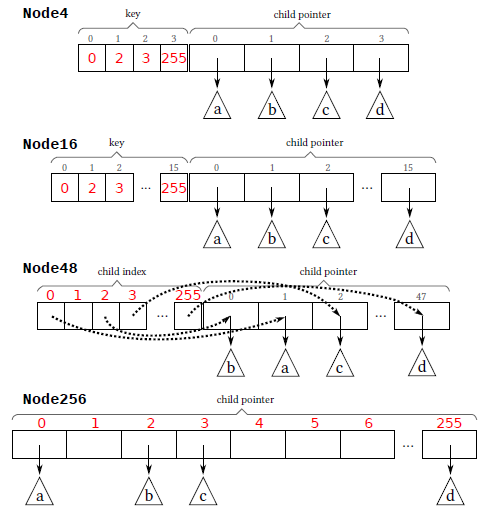 Node4
key child pointer
0 1 2 3 0 1 2 3
0 2 3 255
a b c d
Node16
key child pointer
0 1 2 15 0 1 2 15
0 2 3 ... 255 ...
a b c d
Node48
child index child pointer
0 1 2 3 255 0 1 2 47
... ...
b a c d
Node256
child pointer
0 1 2 3 4 5 6 255
...
a b c d